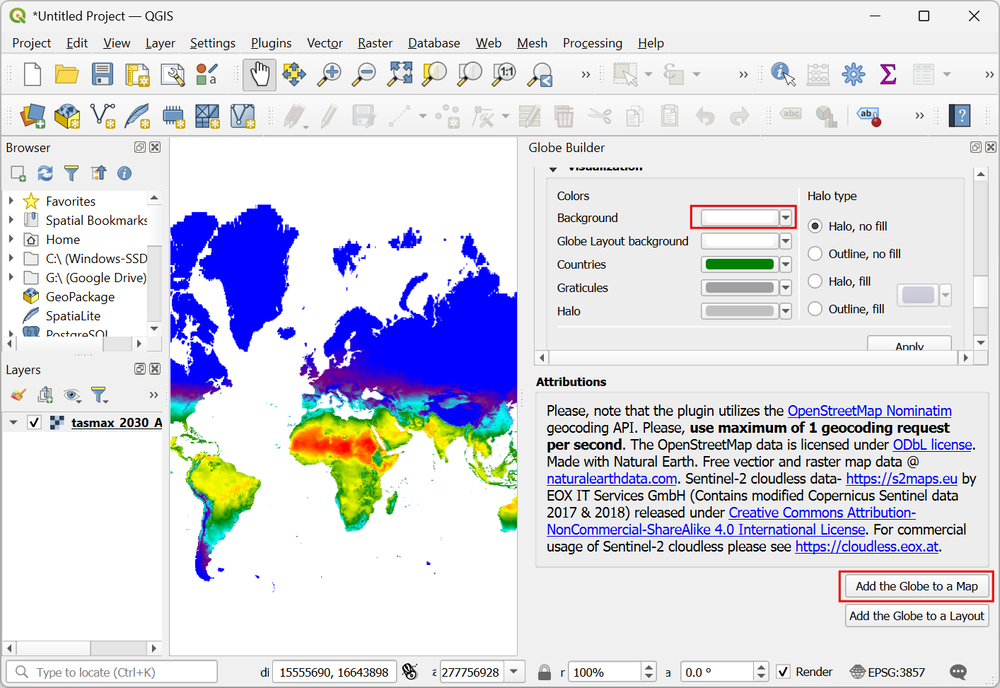 *Untitled Project — QGIS
Project Edit View Layer Settings Plugins Vector Raster Database Web Mesh Processing Help
1:1
abc
ab
?
Browser
Favorites
Spatial Bookmarks
Home
C:\ (Windows-SSD
G:\ (Google Drive)
GeoPackage
SpatiaLite
PostgreSQL
Layers
tasmax_2030_A
Globe Builder
Visualization
Colors
Background
Globe Layout background
Countries
Graticules
Halo
Halo type
Halo, no fill
Outline, no fill
Halo, fill
Outline, fill
Apply
Attributions
Please, note that the plugin utilizes the OpenStreetMap Nominatim
geocoding API. Please, use maximum of 1 geocoding request
per second. The OpenStreetMap data is licensed under ODbL license.
Made with Natural Earth. Free vectior and raster map data @
naturalearthdata.com. Sentinel-2 cloudless data- https://s2maps.eu by
EOX IT Services GmbH (Contains modified Copernicus Sentinel data
2017 & 2018) released under Creative Commons Attribution-
NonCommercial-ShareAlike 4.0 International License. For commercial
usage of Sentinel-2 cloudless please see https://cloudless.eox.at.
Add the Globe to a Map
Add the Globe to a Layout
Type to locate (Ctrl+K) di 15555690, 16643898 a 277756928 r 100% a 0.0 ° Render EPSG:3857